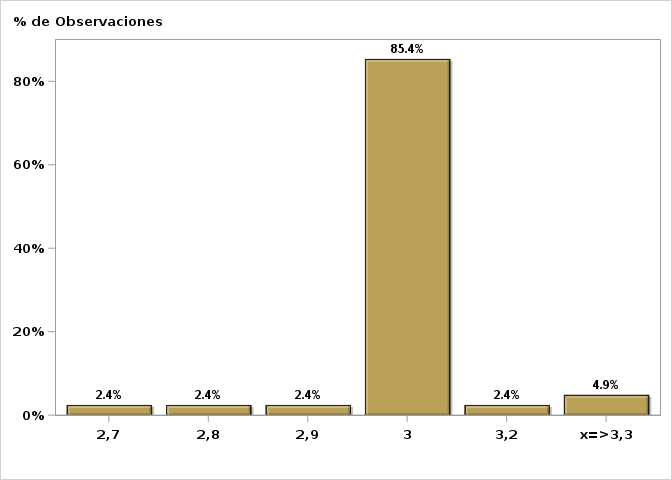 % de Observaciones
85.4%
80%
60%
40%
20%
4.9%
2.4% 2.4% 2.4% 2.4%
0%
2,7 2,8 2,9 3 3,2 x=>3,3